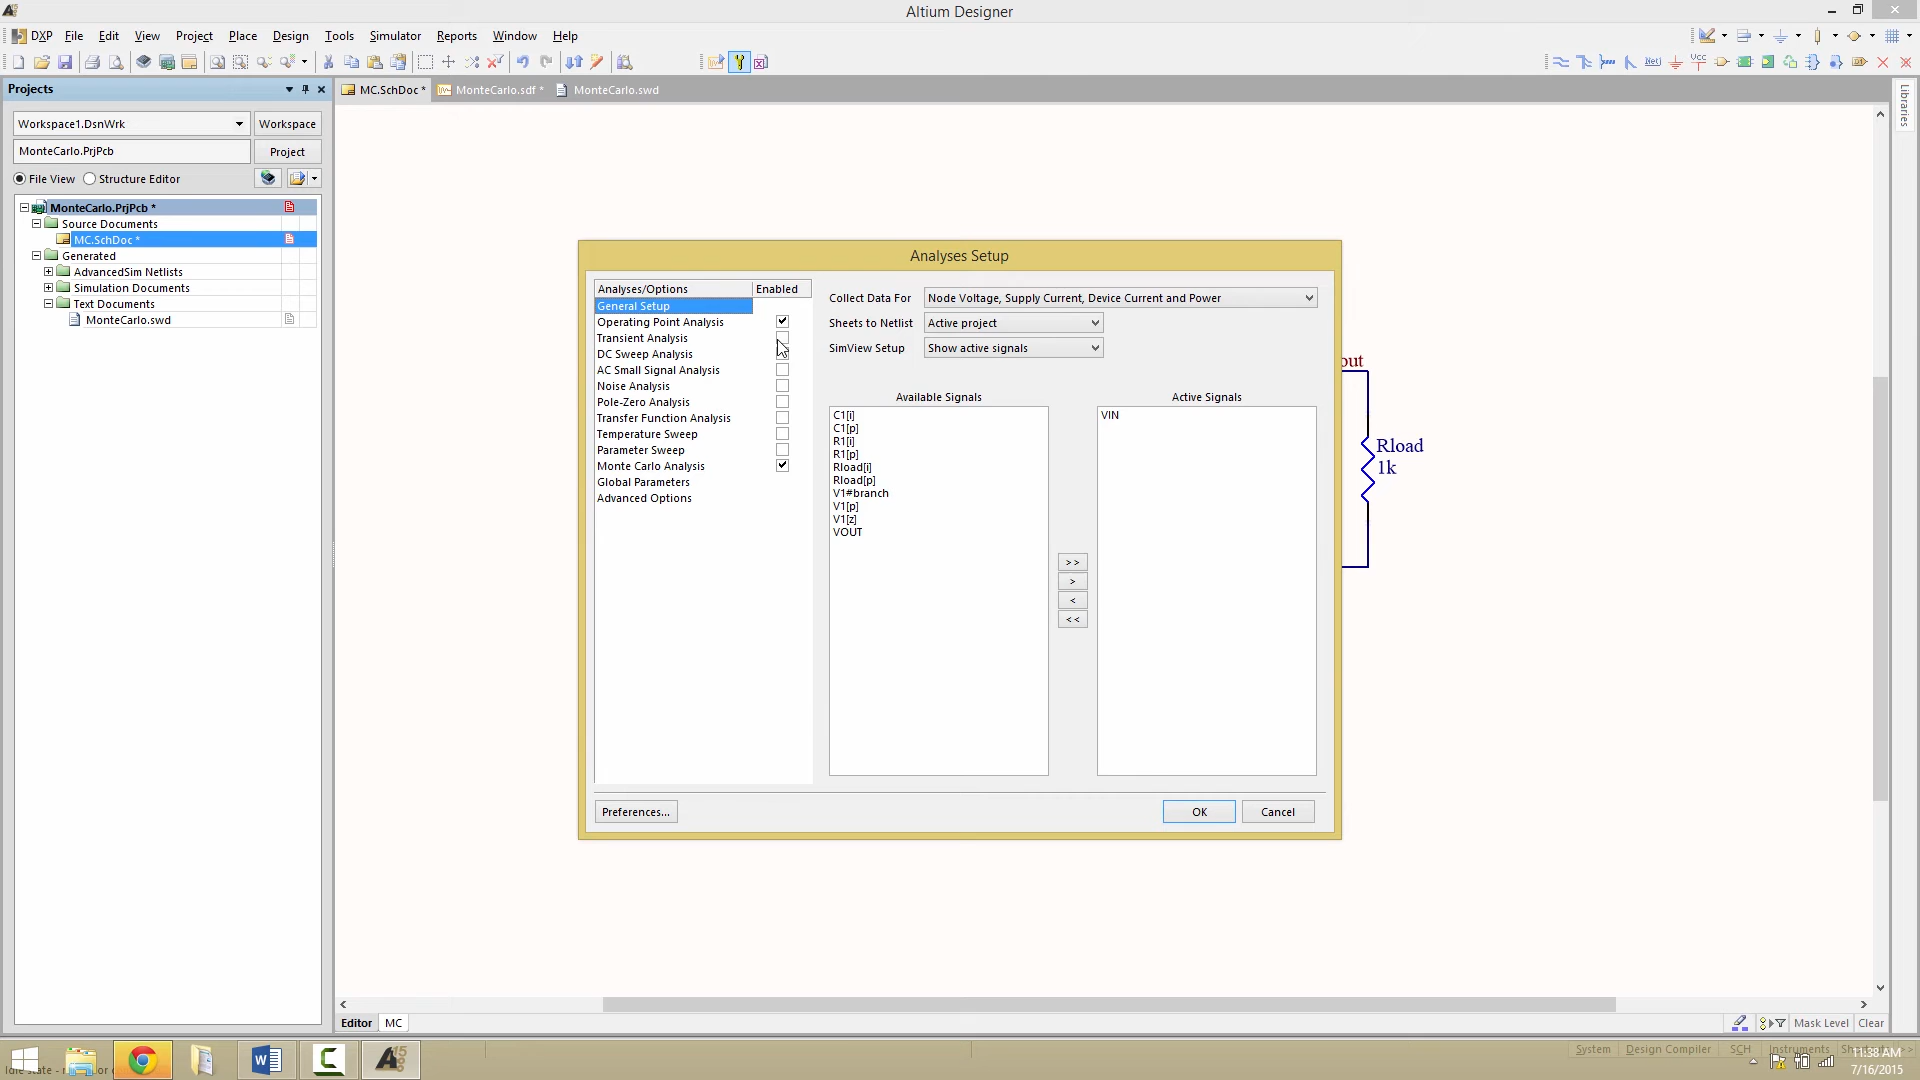 Altium Designer
DXP File Edit View Project Place Design Tools Simulator Reports Window Help
Projects
MC.SchDoc * MonteCarlo.sdf * MonteCarlo.swd
Workspace1.DsnWrk Workspace
MonteCarlo.PrjPcb Project
File View Structure Editor
MonteCarlo.PrjPcb *
Source Documents
MC.SchDoc *
Generated
AdvancedSim Netlists
Simulation Documents
Text Documents
MonteCarlo.swd
Libraries
Analyses Setup
Analyses/Options Enabled
General Setup
Operating Point Analysis
Transient Analysis
DC Sweep Analysis
AC Small Signal Analysis
Noise Analysis
Pole-Zero Analysis
Transfer Function Analysis
Temperature Sweep
Parameter Sweep
Monte Carlo Analysis
Global Parameters
Advanced Options
Collect Data For Node Voltage, Supply Current, Device Current and Power
Sheets to Netlist Active project
SimView Setup Show active signals
Available Signals
C1[i]
C1[p]
R1[i]
R1[p]
Rload[i]
Rload[p]
V1#branch
V1[p]
V1[z]
VOUT
>>
>
<
<<
Active Signals
VIN
Preferences...
OK Cancel
out
Rload
1k
Editor MC
Mask Level Clear
System Design Compiler SCH Instruments
11:38 AM
7/16/2015